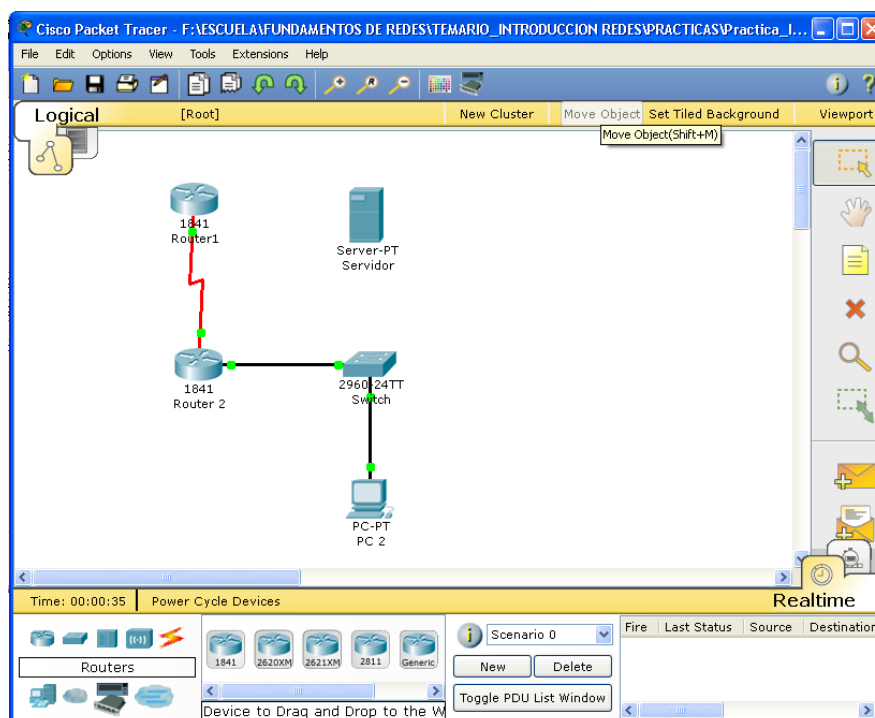 Cisco Packet Tracer - F:\ESCUELA\FUNDAMENTOS DE REDES\TEMARIO_INTRODUCCION REDES\PRACTICAS\Practica_I...
File Edit Options View Tools Extensions Help
Logical [Root] New Cluster Move Object Set Tiled Background Viewport
Move Object(Shift+M)
1841
Router1
Server-PT
Servidor
1841
Router 2
2960-24TT
Switch
PC-PT
PC 2
Time: 00:00:35 Power Cycle Devices Realtime
Routers
1841 2620XM 2621XM 2811 Generic
Device to Drag and Drop to the W
Scenario 0
New Delete
Toggle PDU List Window
Fire Last Status Source Destination